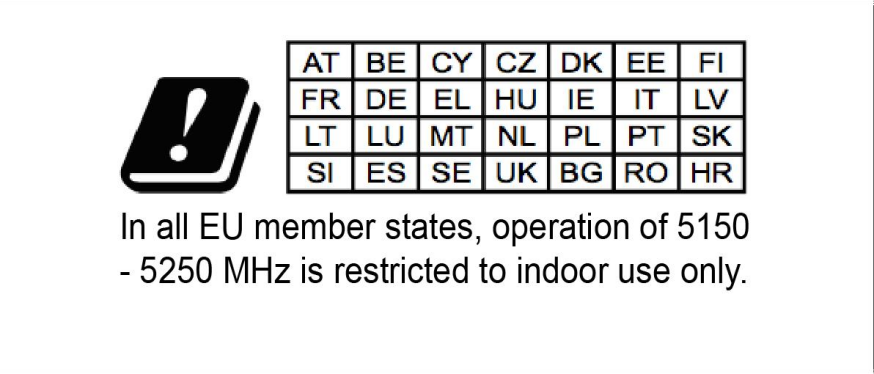 AT BE CY CZ DK EE FI
FR DE EL HU IE IT LV
LT LU MT NL PL PT SK
SI ES SE UK BG RO HR
In all EU member states, operation of 5150
- 5250 MHz is restricted to indoor use only.